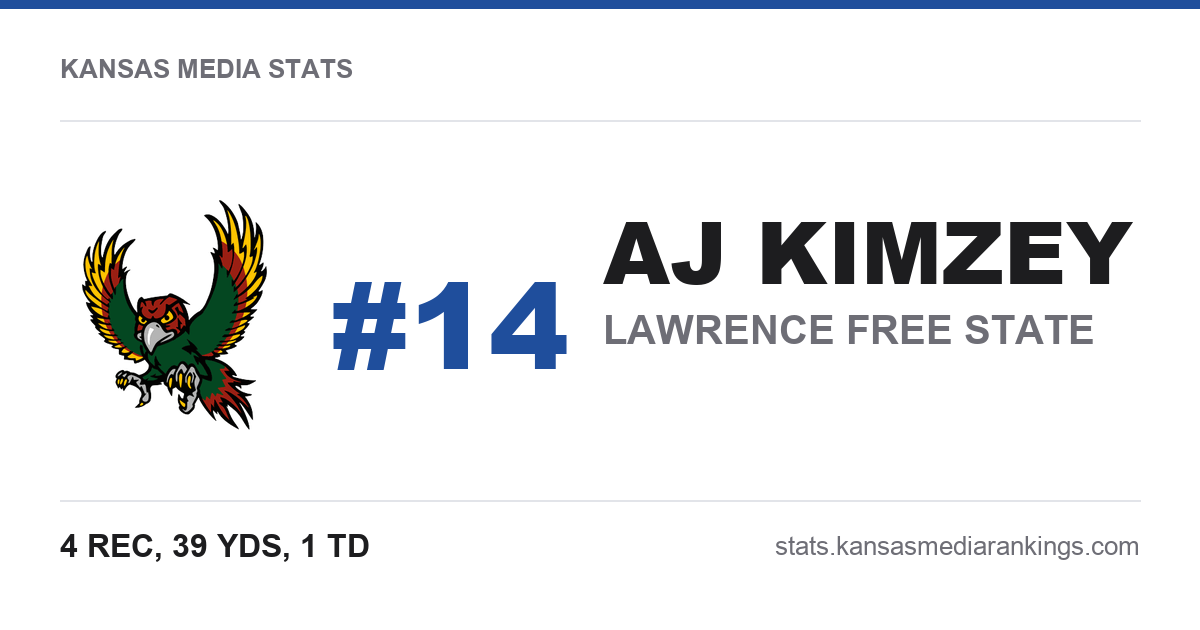 KANSAS MEDIA STATS
#14
AJ KIMZEY
LAWRENCE FREE STATE
4 REC, 39 YDS, 1 TD
stats.kansasmediarankings.com